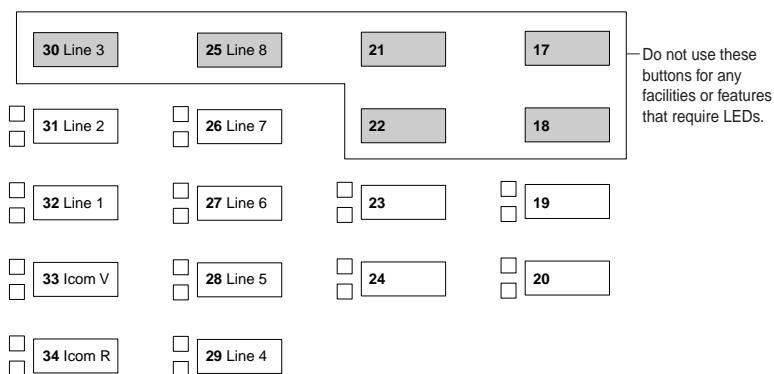 30 Line 3
25 Line 8
21
17
Do not use these
buttons for any
facilities or features
that require LEDs.
31 Line 2
26 Line 7
22
18
32 Line 1
27 Line 6
23
19
33 Icom V
28 Line 5
24
20
34 Icom R
29 Line 4